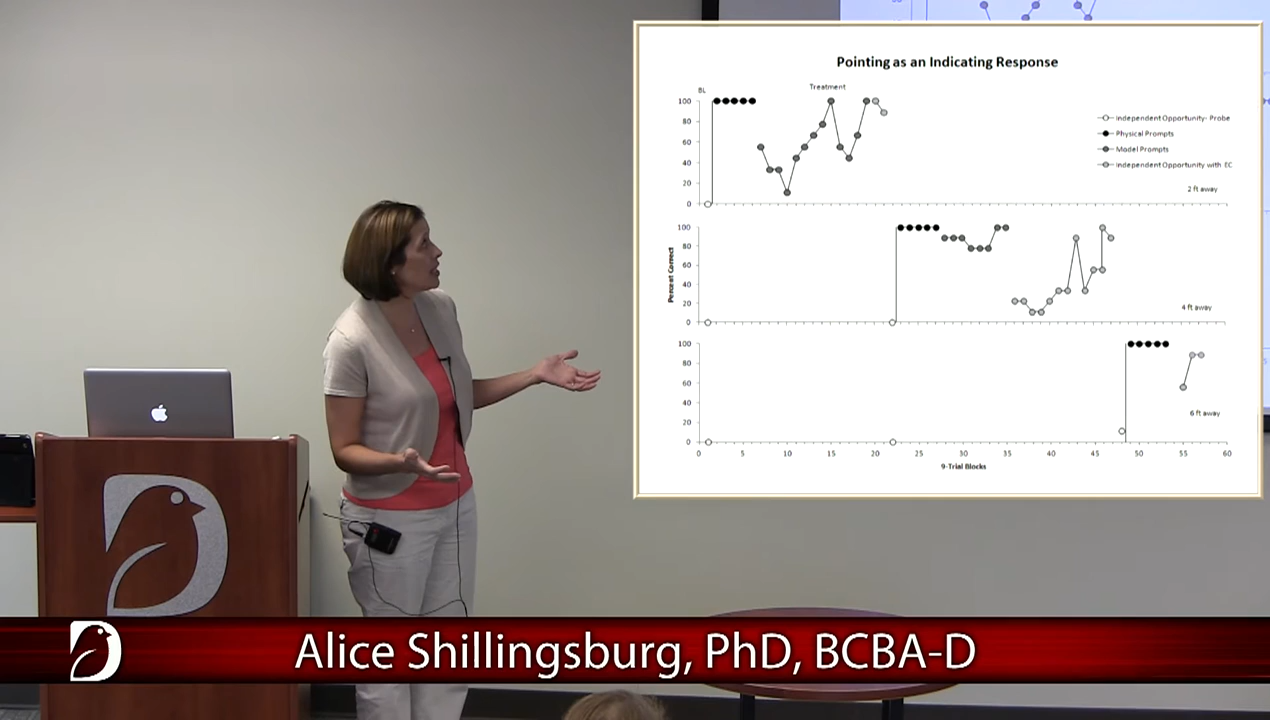 Pointing as an Indicating Response
BL
Treatment
100
80
60
40
20
0
Independent Opportunity- Probe
Physical Prompts
Model Prompts
Independent Opportunity with EC
2 ft away
Percent Correct
100
80
60
40
20
0
4 ft away
100
80
60
40
20
0
6 ft away
0 5 10 15 20 25 30 35 40 45 50 55 60
9-Trial Blocks
Alice Shillingsburg, PhD, BCBA-D